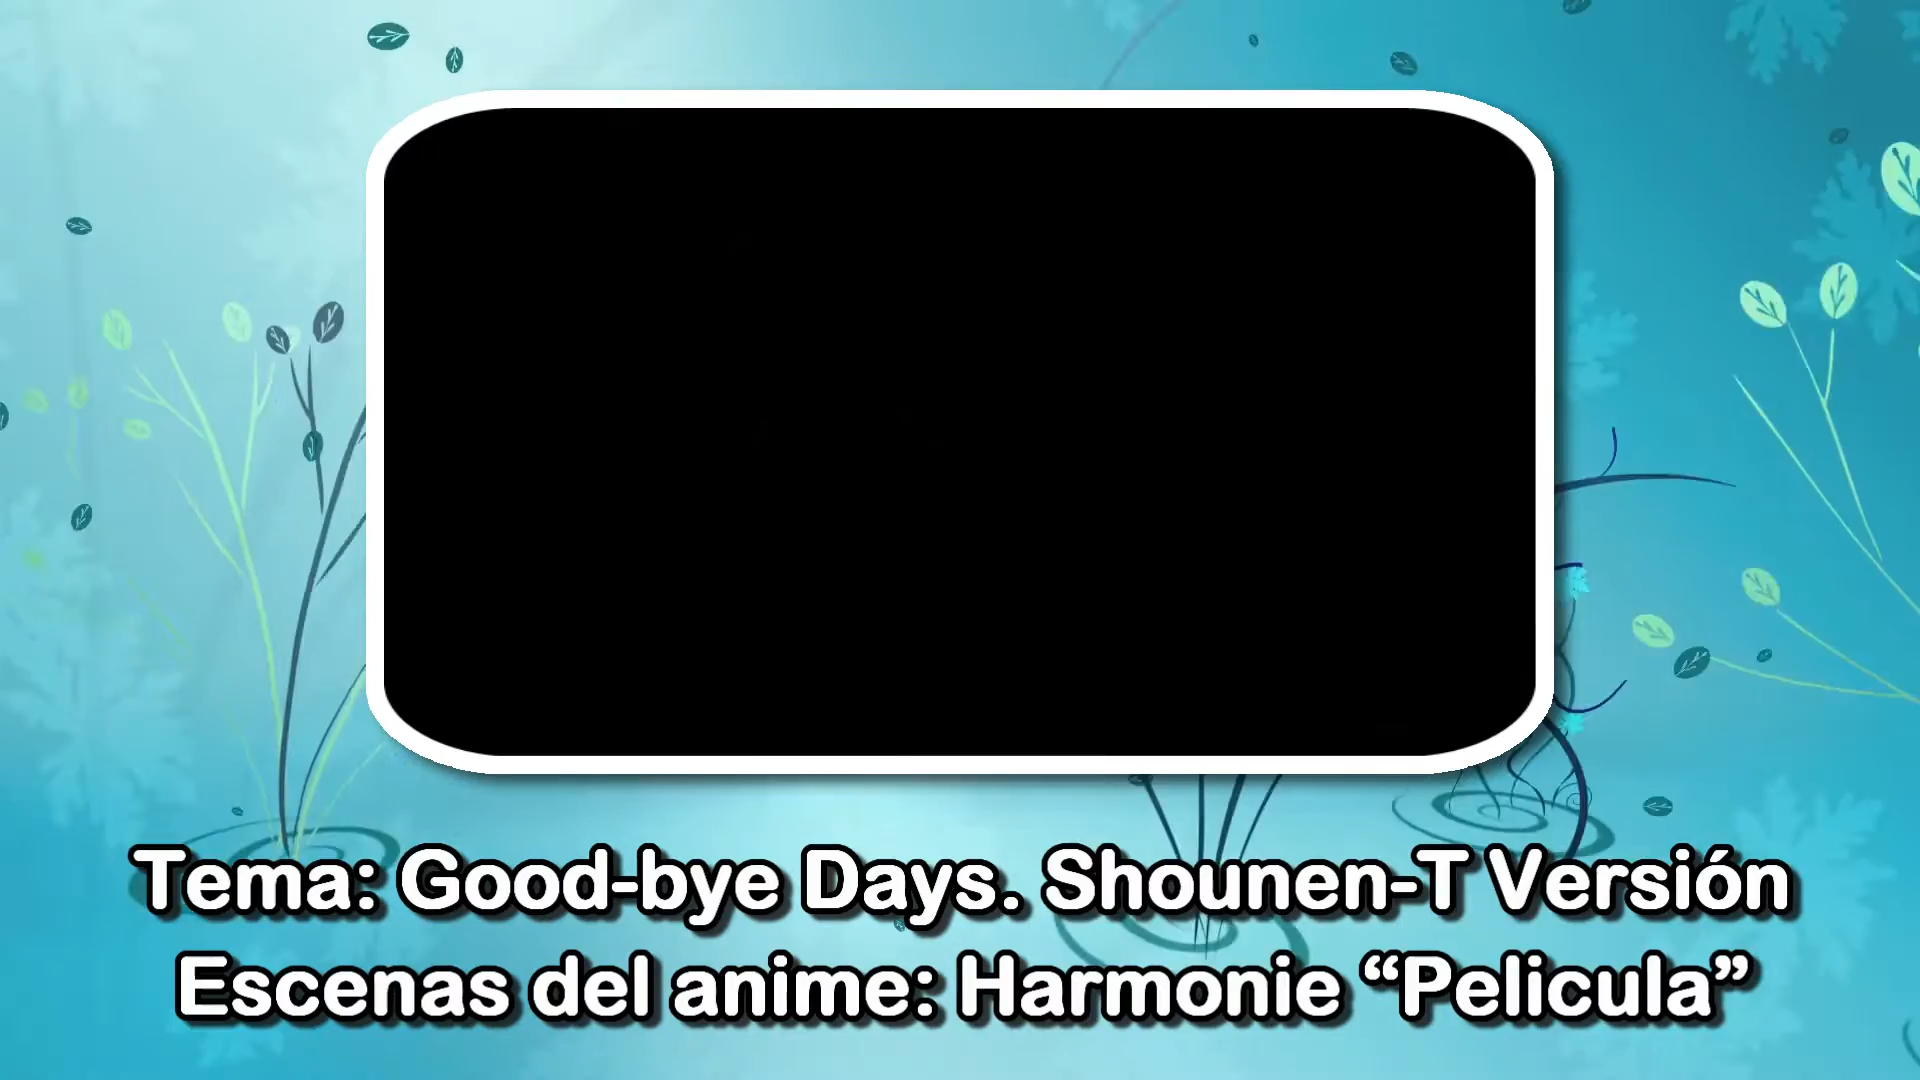 Tema: Good-bye Days. Shounen-T Versión
Escenas del anime: Harmonie “Pelicula”